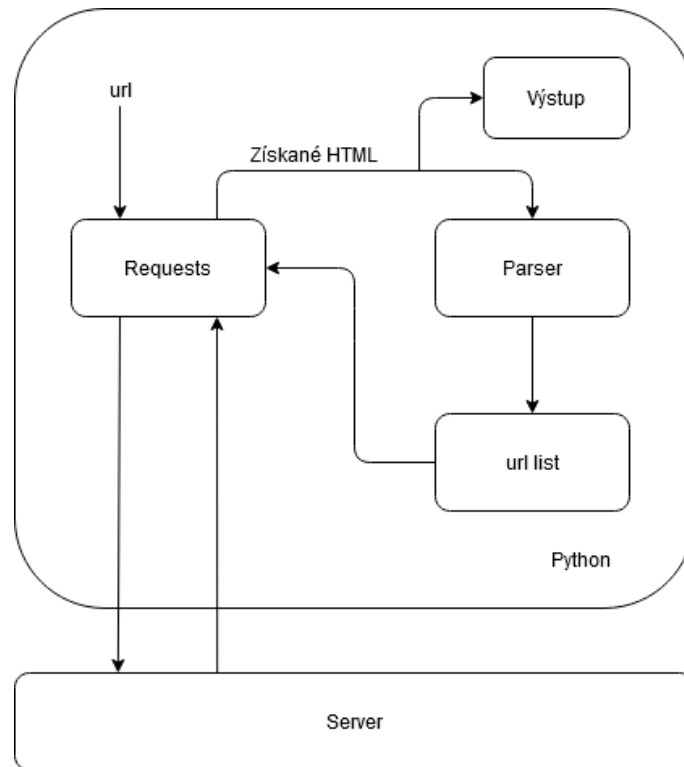 url
Výstup
Získané HTML
Requests
Parser
url list
Python
Server